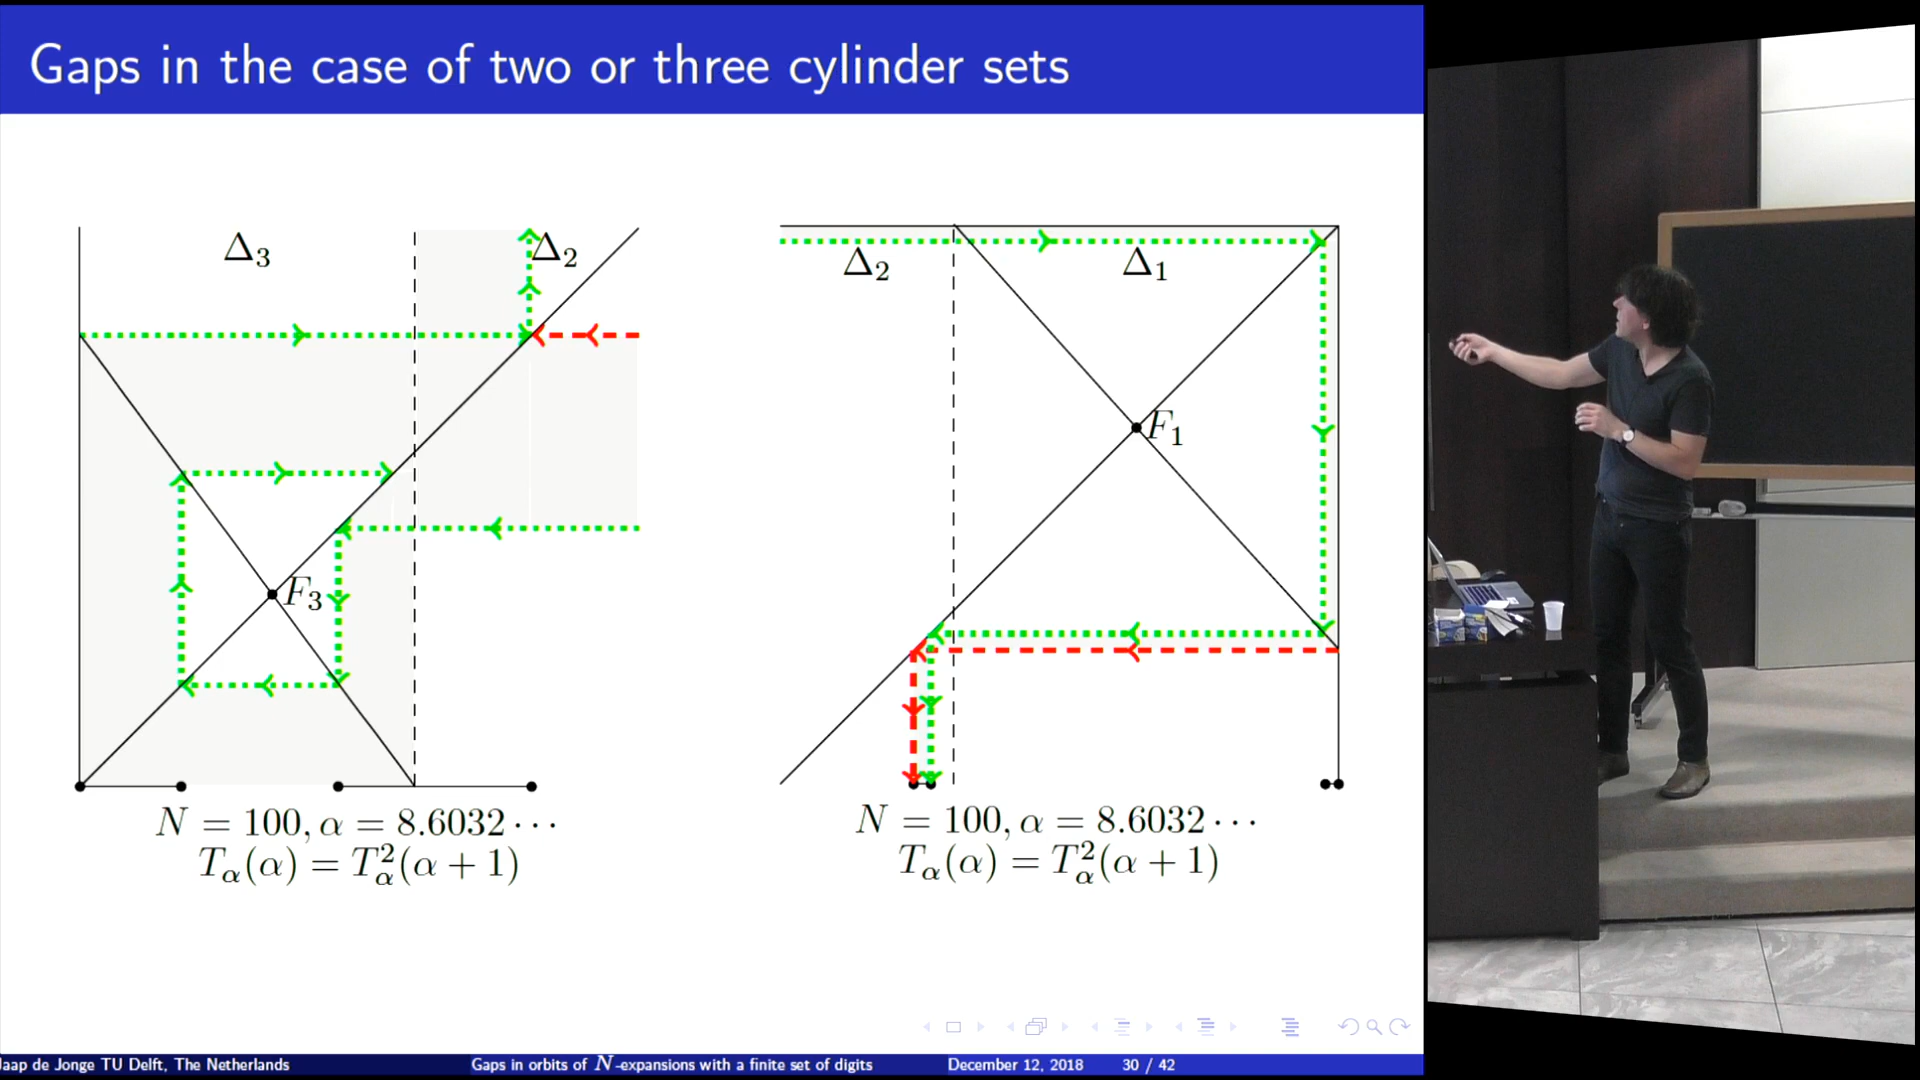 Gaps in the case of two or three cylinder sets
Δ₃
Δ₂
F₃
N = 100, α = 8.6032···
T_α(α) = T_α²(α + 1)
Δ₂
Δ₁
F₁
N = 100, α = 8.6032···
T_α(α) = T_α²(α + 1)
Jaap de Jonge TU Delft, The Netherlands
Gaps in orbits of N-expansions with a finite set of digits
December 12, 2018
30 / 42